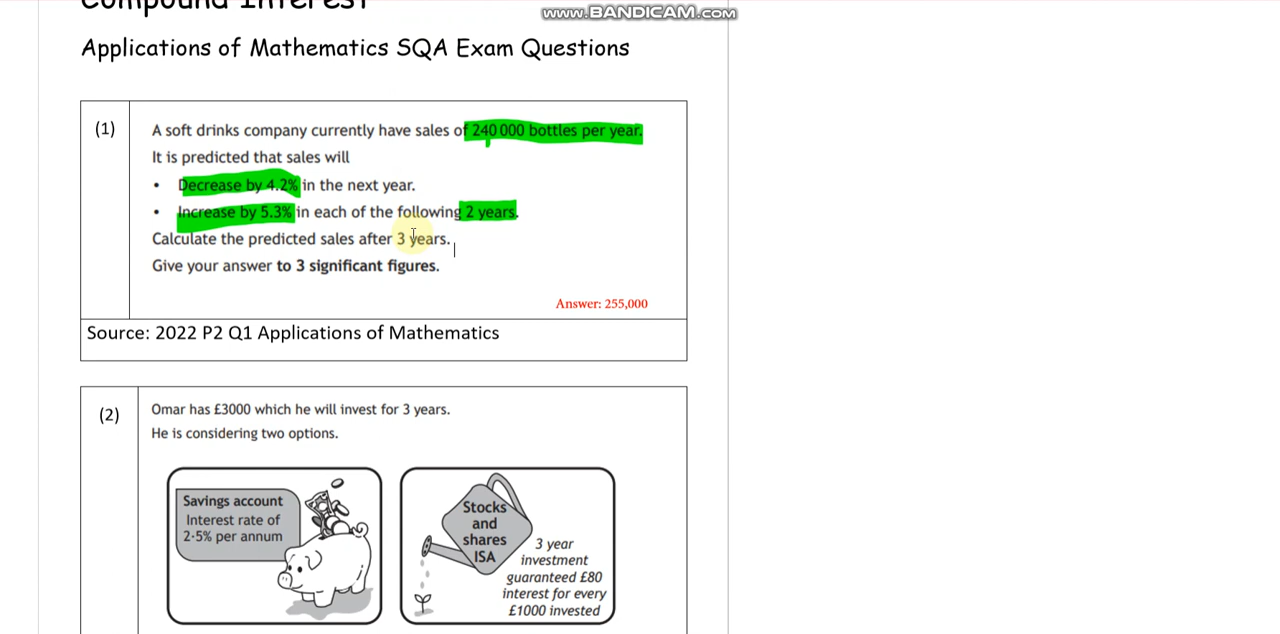 www.BANDICAM.com
Compound Interest
Applications of Mathematics SQA Exam Questions
(1)
A soft drinks company currently have sales of 240 000 bottles per year.
It is predicted that sales will
• Decrease by 4.2% in the next year.
• Increase by 5.3% in each of the following 2 years.
Calculate the predicted sales after 3 years.
Give your answer to 3 significant figures.
Answer: 255,000
Source: 2022 P2 Q1 Applications of Mathematics
(2)
Omar has £3000 which he will invest for 3 years.
He is considering two options.
Savings account
Interest rate of
2·5% per annum
Stocks
and
shares
ISA
3 year
investment
guaranteed £80
interest for every
£1000 invested